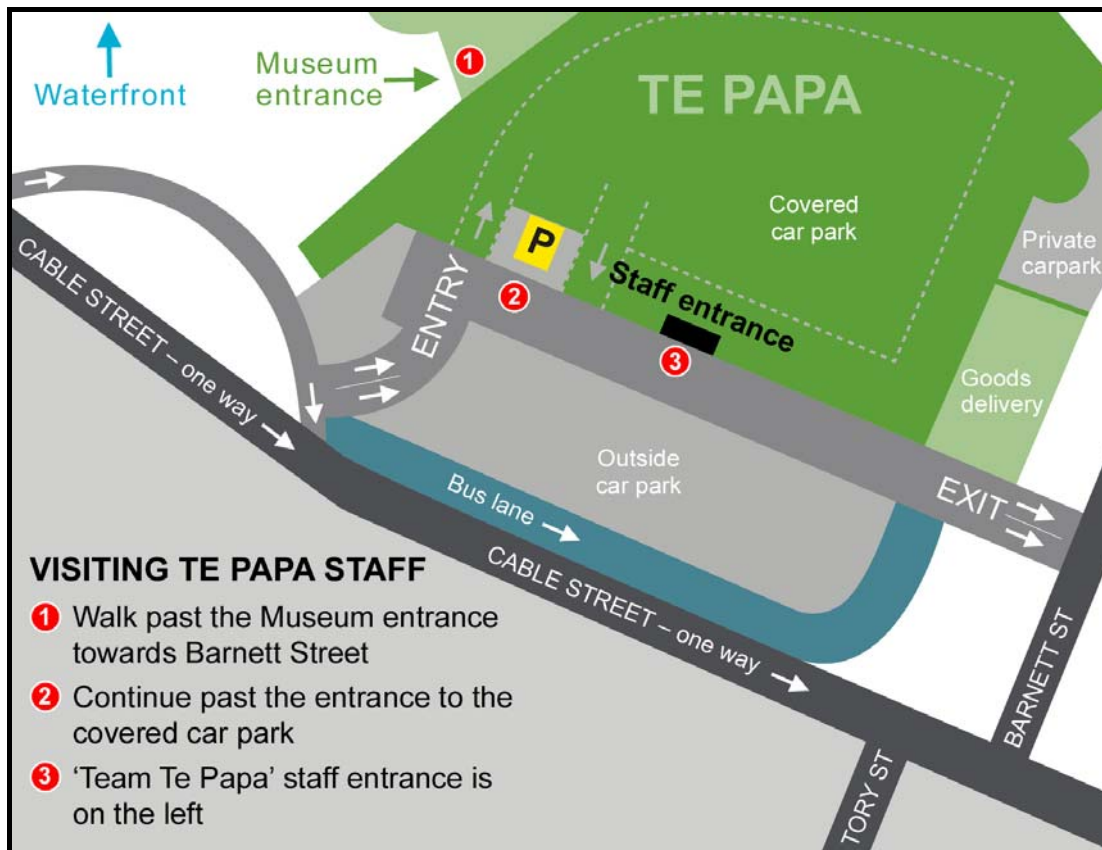 Waterfront
Museum
entrance
1
TE PAPA
Covered
car park
Private
carpark
P
2
Staff entrance
3
ENTRY
CABLE STREET – one way
Goods
delivery
Outside
car park
Bus lane
EXIT
CABLE STREET – one way
BARNETT ST
TORY ST
VISITING TE PAPA STAFF
1 Walk past the Museum entrance
towards Barnett Street
2 Continue past the entrance to the
covered car park
3 ‘Team Te Papa’ staff entrance is
on the left